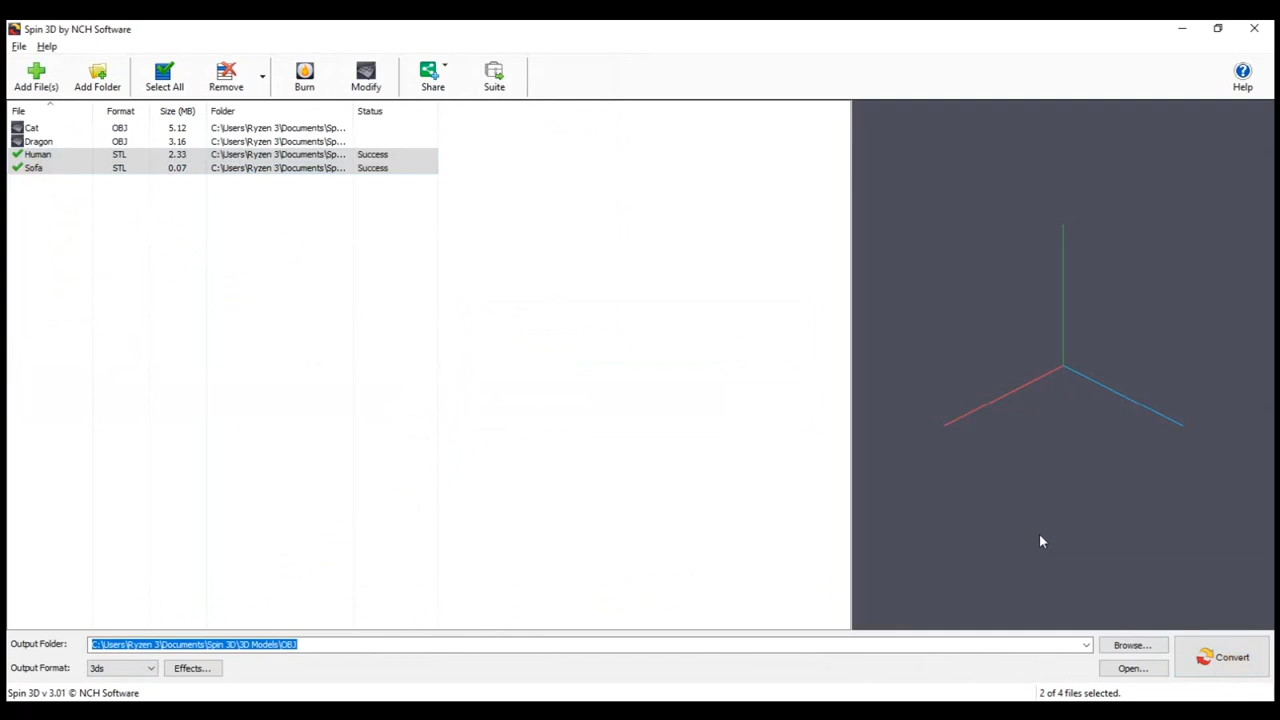 Spin 3D by NCH Software
File Help
Add File(s) Add Folder Select All Remove Burn Modify Share Suite Help
File Format Size (MB) Folder Status
Cat OBJ 5.12 C:\Users\Ryzen 3\Documents\Sp...
Dragon OBJ 3.16 C:\Users\Ryzen 3\Documents\Sp...
Human STL 2.33 C:\Users\Ryzen 3\Documents\Sp... Success
Sofa STL 0.07 C:\Users\Ryzen 3\Documents\Sp... Success
Output Folder: C:\Users\Ryzen 3\Documents\Spin 3D\3D Models\OBJ Browse...
Convert
Output Format: 3ds Effects... Open...
Spin 3D v 3.01 © NCH Software 2 of 4 files selected.